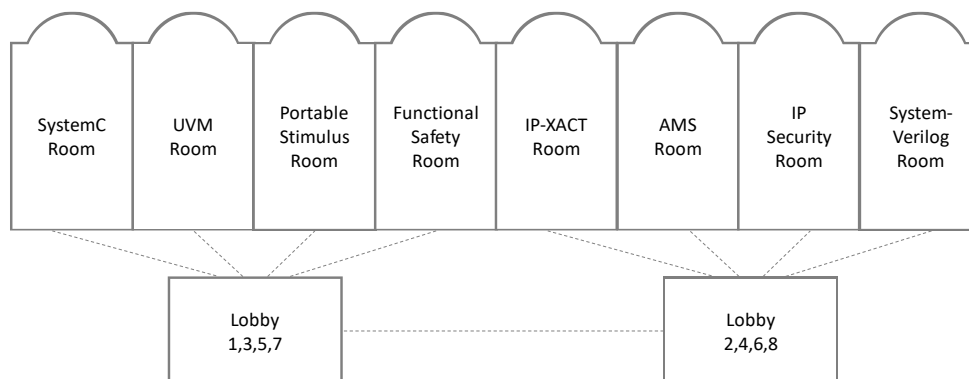 SystemC
Room
UVM
Room
Portable
Stimulus
Room
Functional
Safety
Room
IP-XACT
Room
AMS
Room
IP
Security
Room
System-
Verilog
Room
Lobby
1,3,5,7
Lobby
2,4,6,8